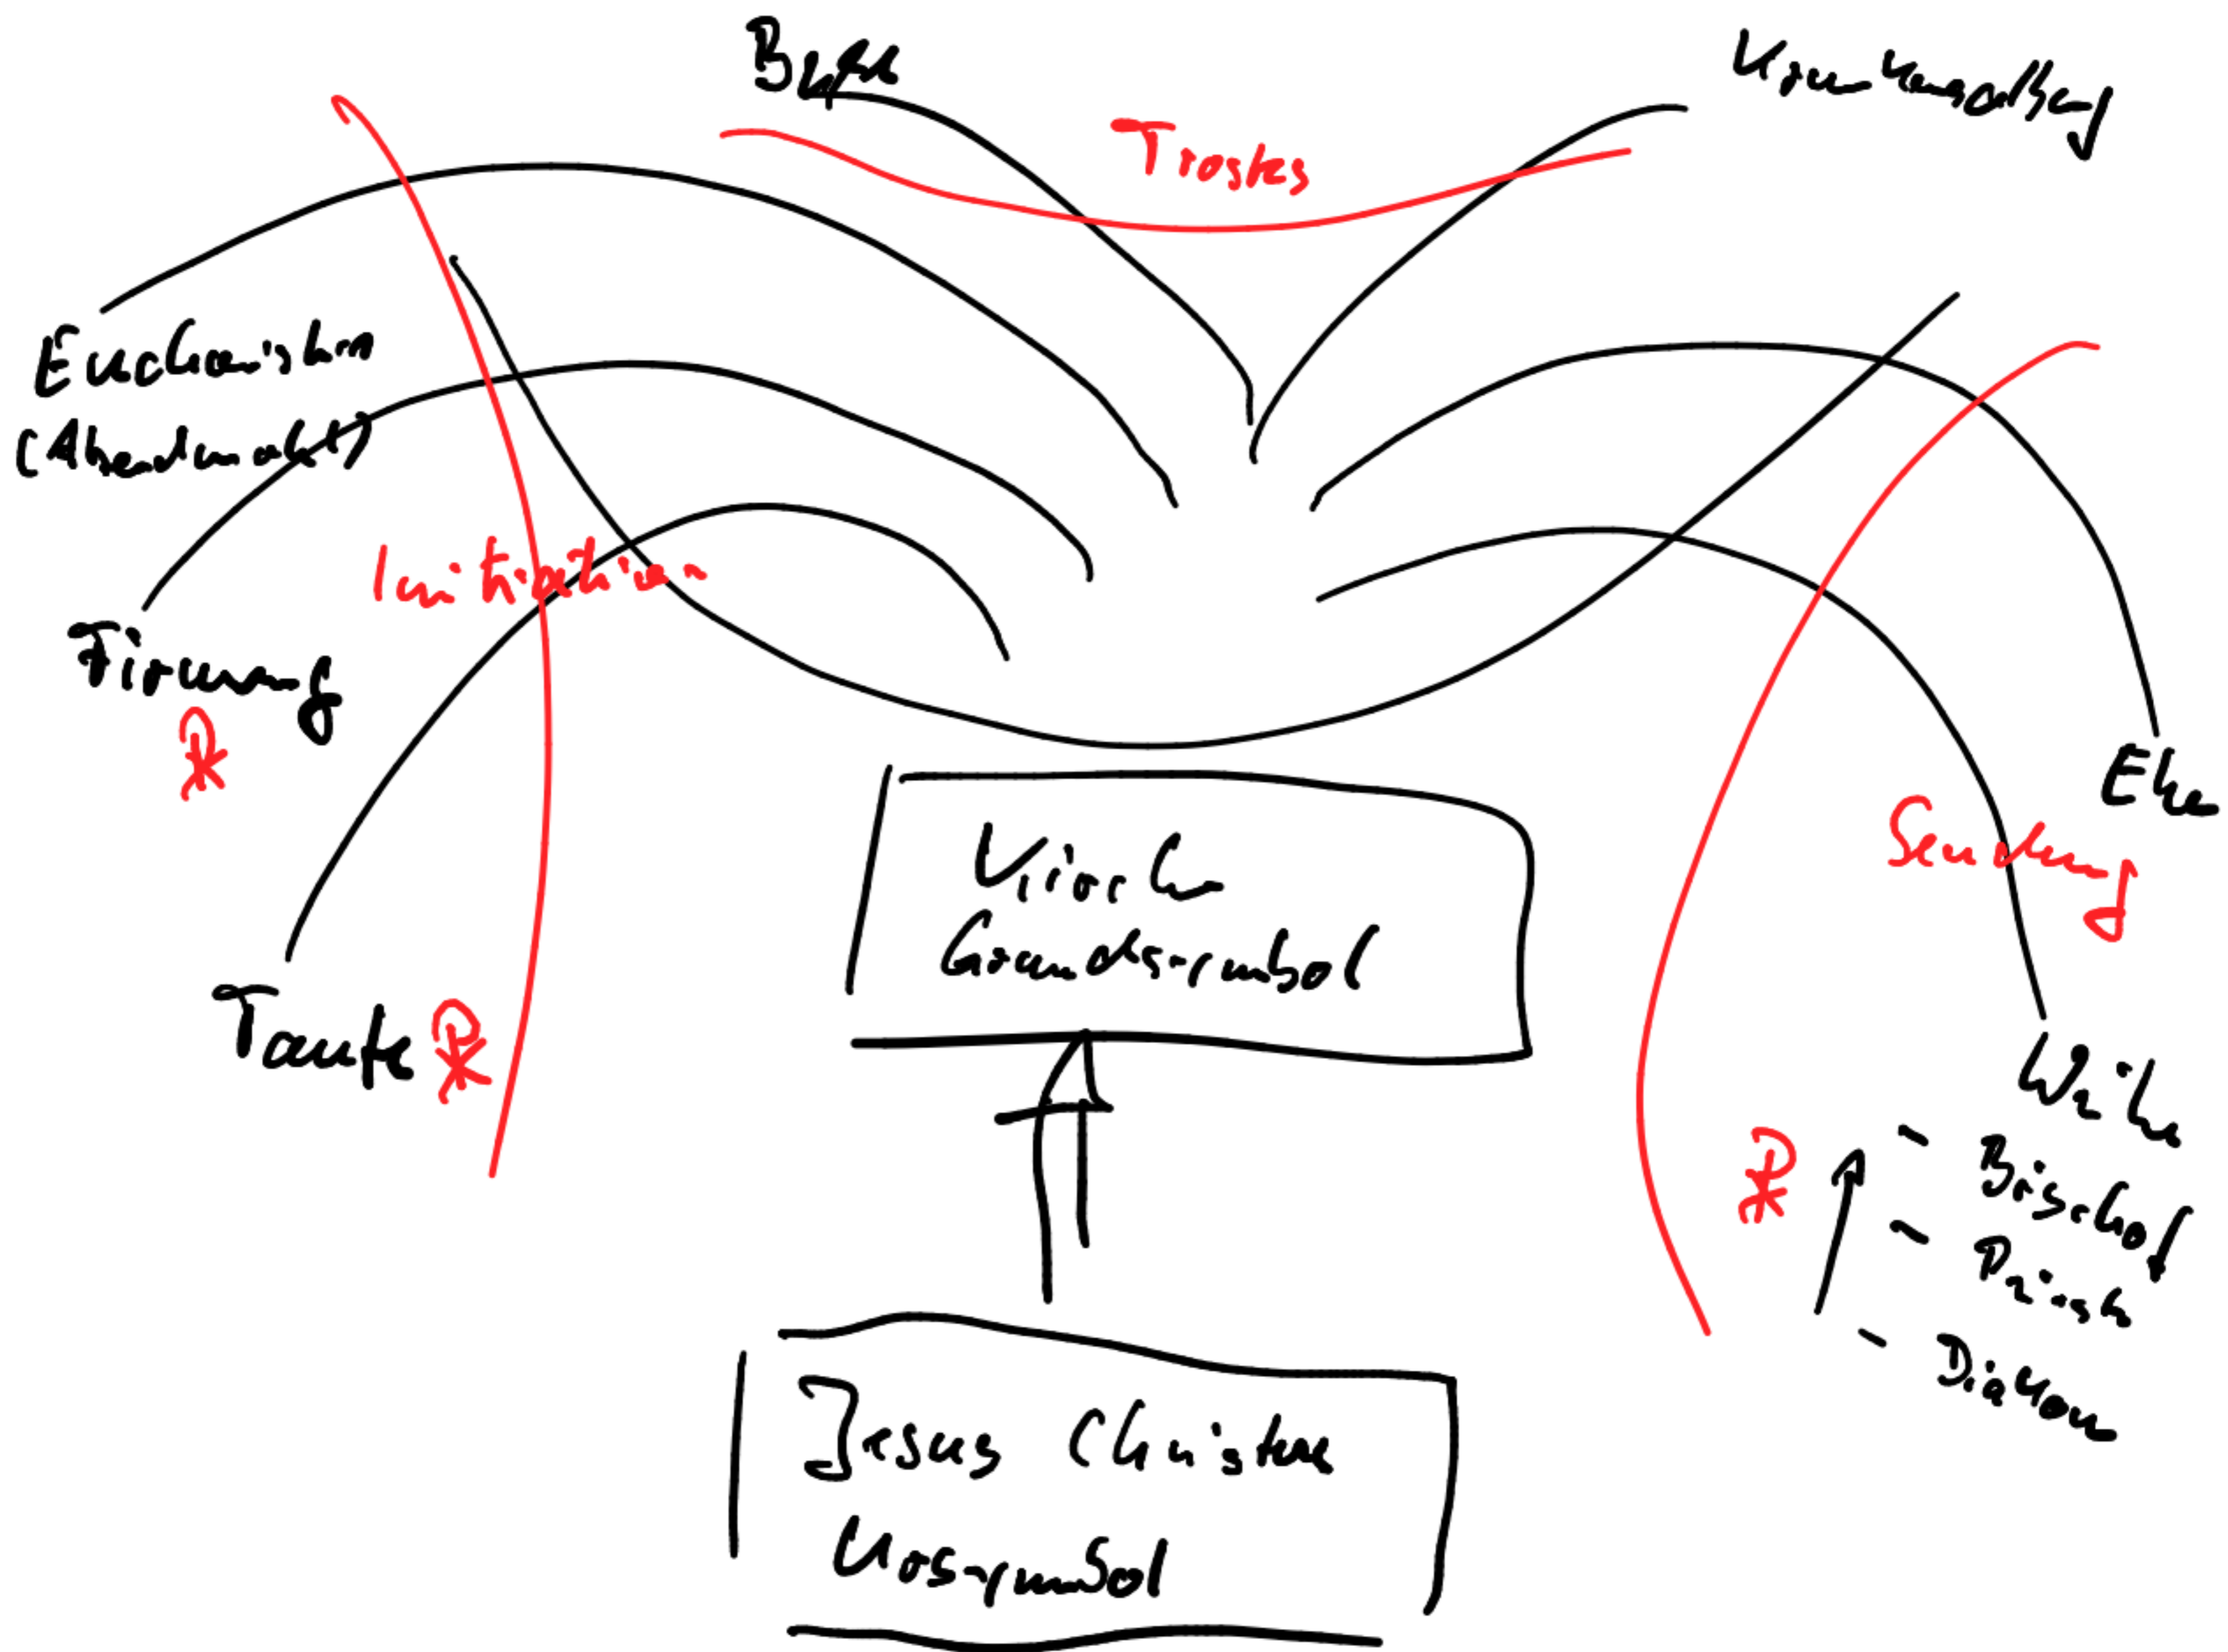 Buße
Krankensalbung
Trostes
Eucharistie
(Abendmahl)
Initiation
Firmung
Ehe
Kirche
Sendung
Grundsymbol
Taufe
Weihe
- Bischof
- Priester
- Diakon
Jesus Christus
Ursymbol